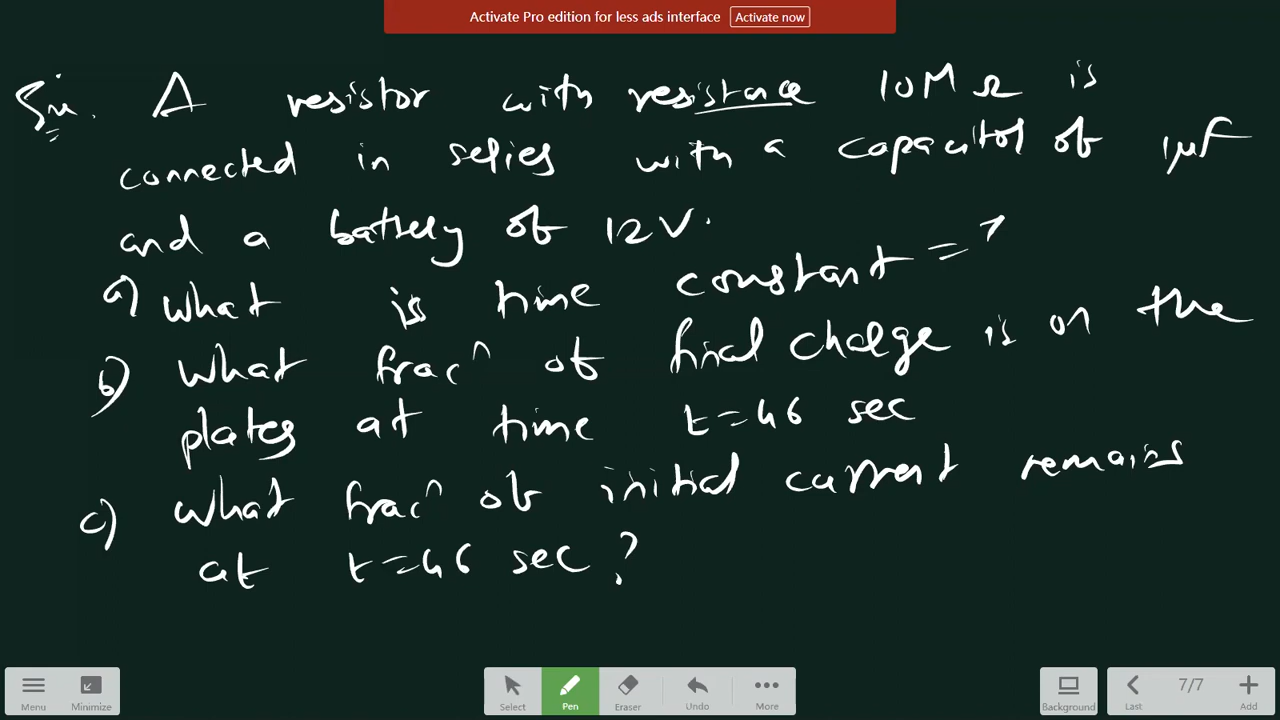 Activate Pro edition for less ads interface Activate now
A resistor with resistance 10MΩ is
connected in series with a capacitor of 1μF
and a battery of 12V.
a) What is time constant = ?
b) What fracⁿ of final charge is on the
plates at time t=46 sec
c) What fracⁿ of initial current remains
at t=46 sec ?
Menu Minimize Select Pen Eraser Undo More Background Last 7/7 Add